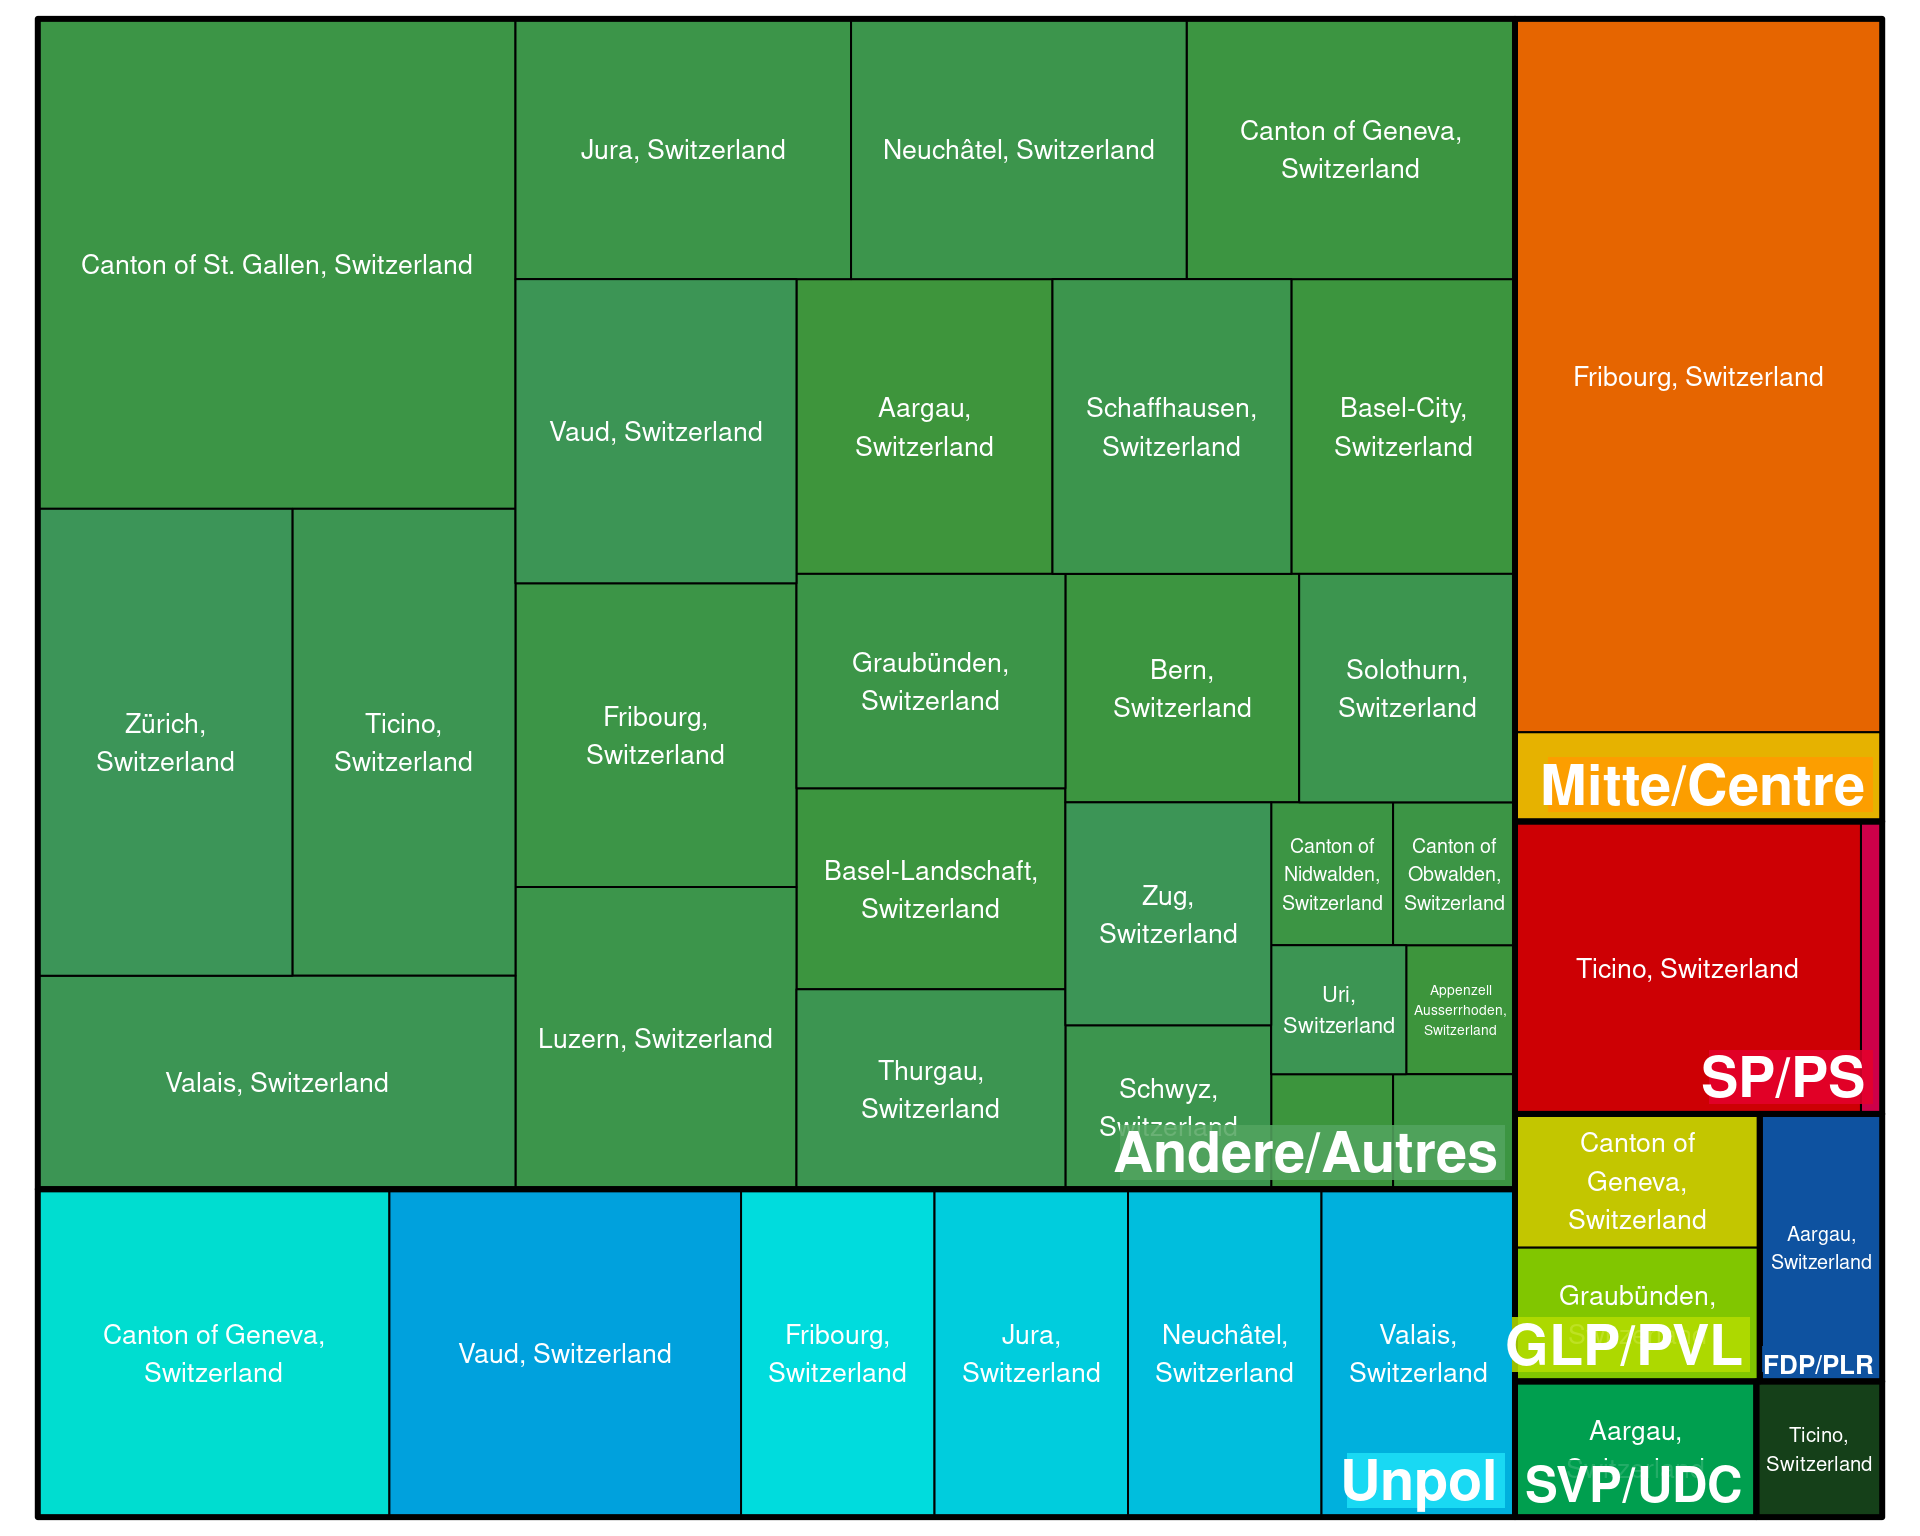 Canton of St. Gallen, Switzerland
Jura, Switzerland
Neuchâtel, Switzerland
Canton of Geneva,
Switzerland
Vaud, Switzerland
Aargau,
Switzerland
Schaffhausen,
Switzerland
Basel-City,
Switzerland
Zürich,
Switzerland
Ticino,
Switzerland
Fribourg,
Switzerland
Graubünden,
Switzerland
Bern,
Switzerland
Solothurn,
Switzerland
Basel-Landschaft,
Switzerland
Zug,
Switzerland
Canton of
Nidwalden,
Switzerland
Canton of
Obwalden,
Switzerland
Uri,
Switzerland
Appenzell
Ausserrhoden,
Switzerland
Valais, Switzerland
Luzern, Switzerland
Thurgau,
Switzerland
Schwyz,
Switzerland
Andere/Autres
Canton of Geneva,
Switzerland
Vaud, Switzerland
Fribourg,
Switzerland
Jura,
Switzerland
Neuchâtel,
Switzerland
Valais,
Switzerland
Unpol
Fribourg, Switzerland
Mitte/Centre
Ticino, Switzerland
SP/PS
Canton of
Geneva,
Switzerland
Graubünden,
Switzerland
GLP/PVL
Aargau,
Switzerland
FDP/PLR
Aargau,
Switzerland
SVP/UDC
Ticino,
Switzerland